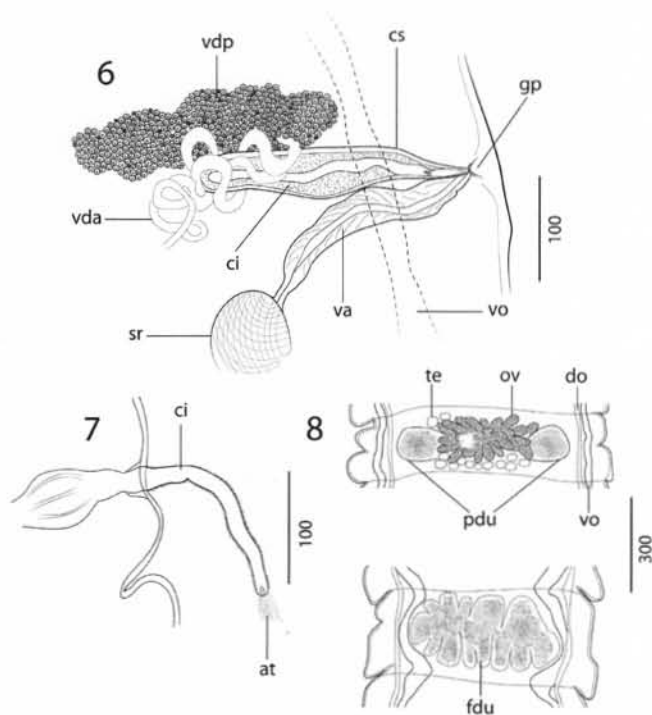 6
vdp
cs
gp
vda
ci
va
100
sr
vo
7
ci
8
te
ov
do
100
pdu
vo
300
at
fdu